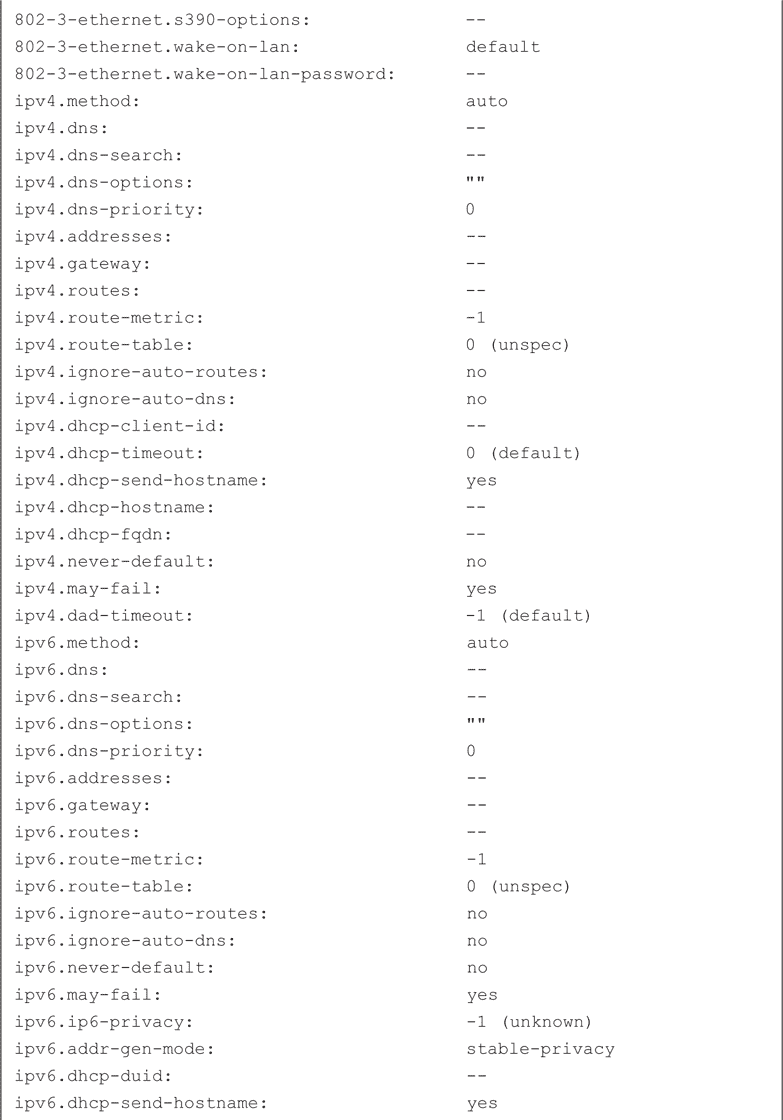 802-3-ethernet.s390-options: --
802-3-ethernet.wake-on-lan: default
802-3-ethernet.wake-on-lan-password: --
ipv4.method: auto
ipv4.dns: --
ipv4.dns-search: --
ipv4.dns-options: ""
ipv4.dns-priority: 0
ipv4.addresses: --
ipv4.gateway: --
ipv4.routes: --
ipv4.route-metric: -1
ipv4.route-table: 0 (unspec)
ipv4.ignore-auto-routes: no
ipv4.ignore-auto-dns: no
ipv4.dhcp-client-id: --
ipv4.dhcp-timeout: 0 (default)
ipv4.dhcp-send-hostname: yes
ipv4.dhcp-hostname: --
ipv4.dhcp-fqdn: --
ipv4.never-default: no
ipv4.may-fail: yes
ipv4.dad-timeout: -1 (default)
ipv6.method: auto
ipv6.dns: --
ipv6.dns-search: --
ipv6.dns-options: ""
ipv6.dns-priority: 0
ipv6.addresses: --
ipv6.gateway: --
ipv6.routes: --
ipv6.route-metric: -1
ipv6.route-table: 0 (unspec)
ipv6.ignore-auto-routes: no
ipv6.ignore-auto-dns: no
ipv6.never-default: no
ipv6.may-fail: yes
ipv6.ip6-privacy: -1 (unknown)
ipv6.addr-gen-mode: stable-privacy
ipv6.dhcp-duid: --
ipv6.dhcp-send-hostname: yes